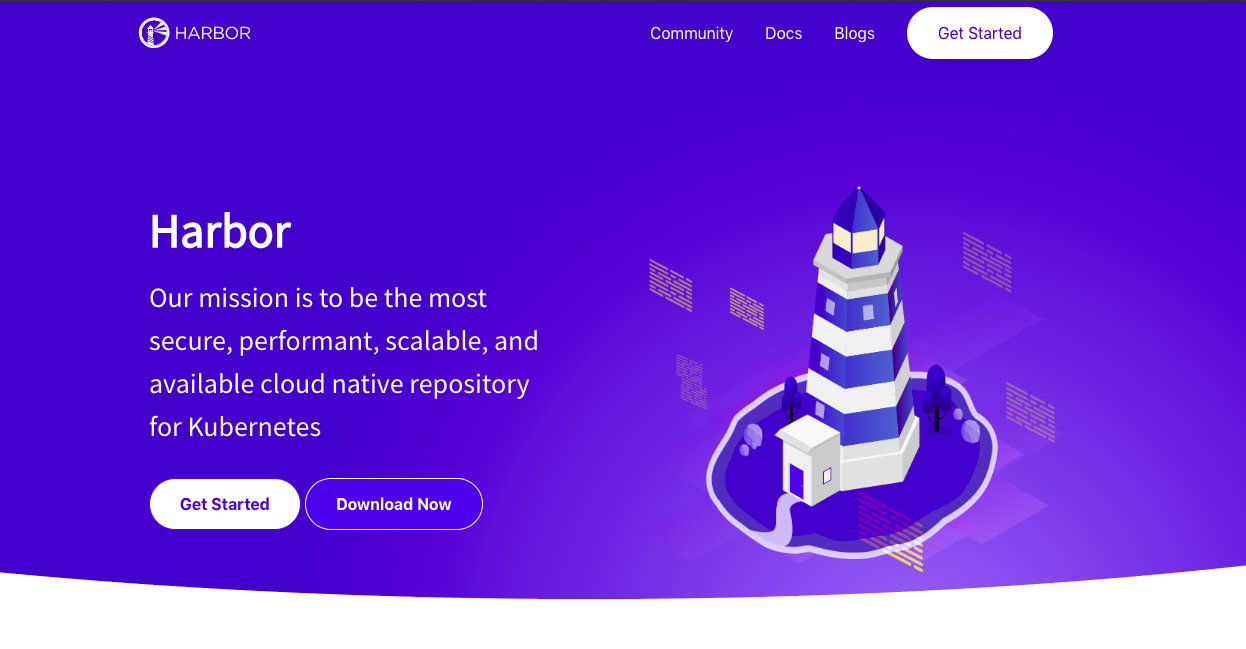 HARBOR
Community
Docs
Blogs
Get Started
Harbor
Our mission is to be the most
secure, performant, scalable, and
available cloud native repository
for Kubernetes
Get Started
Download Now